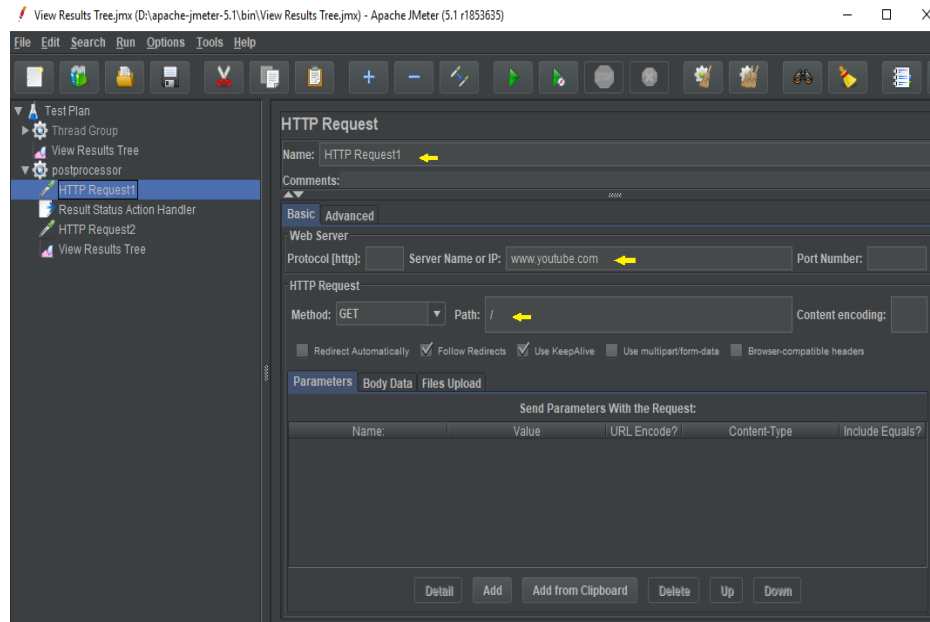 View Results Tree.jmx (D:\apache-jmeter-5.1\bin\View Results Tree.jmx) - Apache JMeter (5.1 r1853635)
File Edit Search Run Options Tools Help
Test Plan
Thread Group
View Results Tree
postprocessor
HTTP Request1
Result Status Action Handler
HTTP Request2
View Results Tree
HTTP Request
Name: HTTP Request1
Comments:
Basic Advanced
Web Server
Protocol [http]: Server Name or IP: www.youtube.com Port Number:
HTTP Request
Method: GET Path: / Content encoding:
Redirect Automatically Follow Redirects Use KeepAlive Use multipart/form-data Browser-compatible headers
Parameters Body Data Files Upload
Send Parameters With the Request:
Name: Value URL Encode? Content-Type Include Equals?
Detail Add Add from Clipboard Delete Up Down